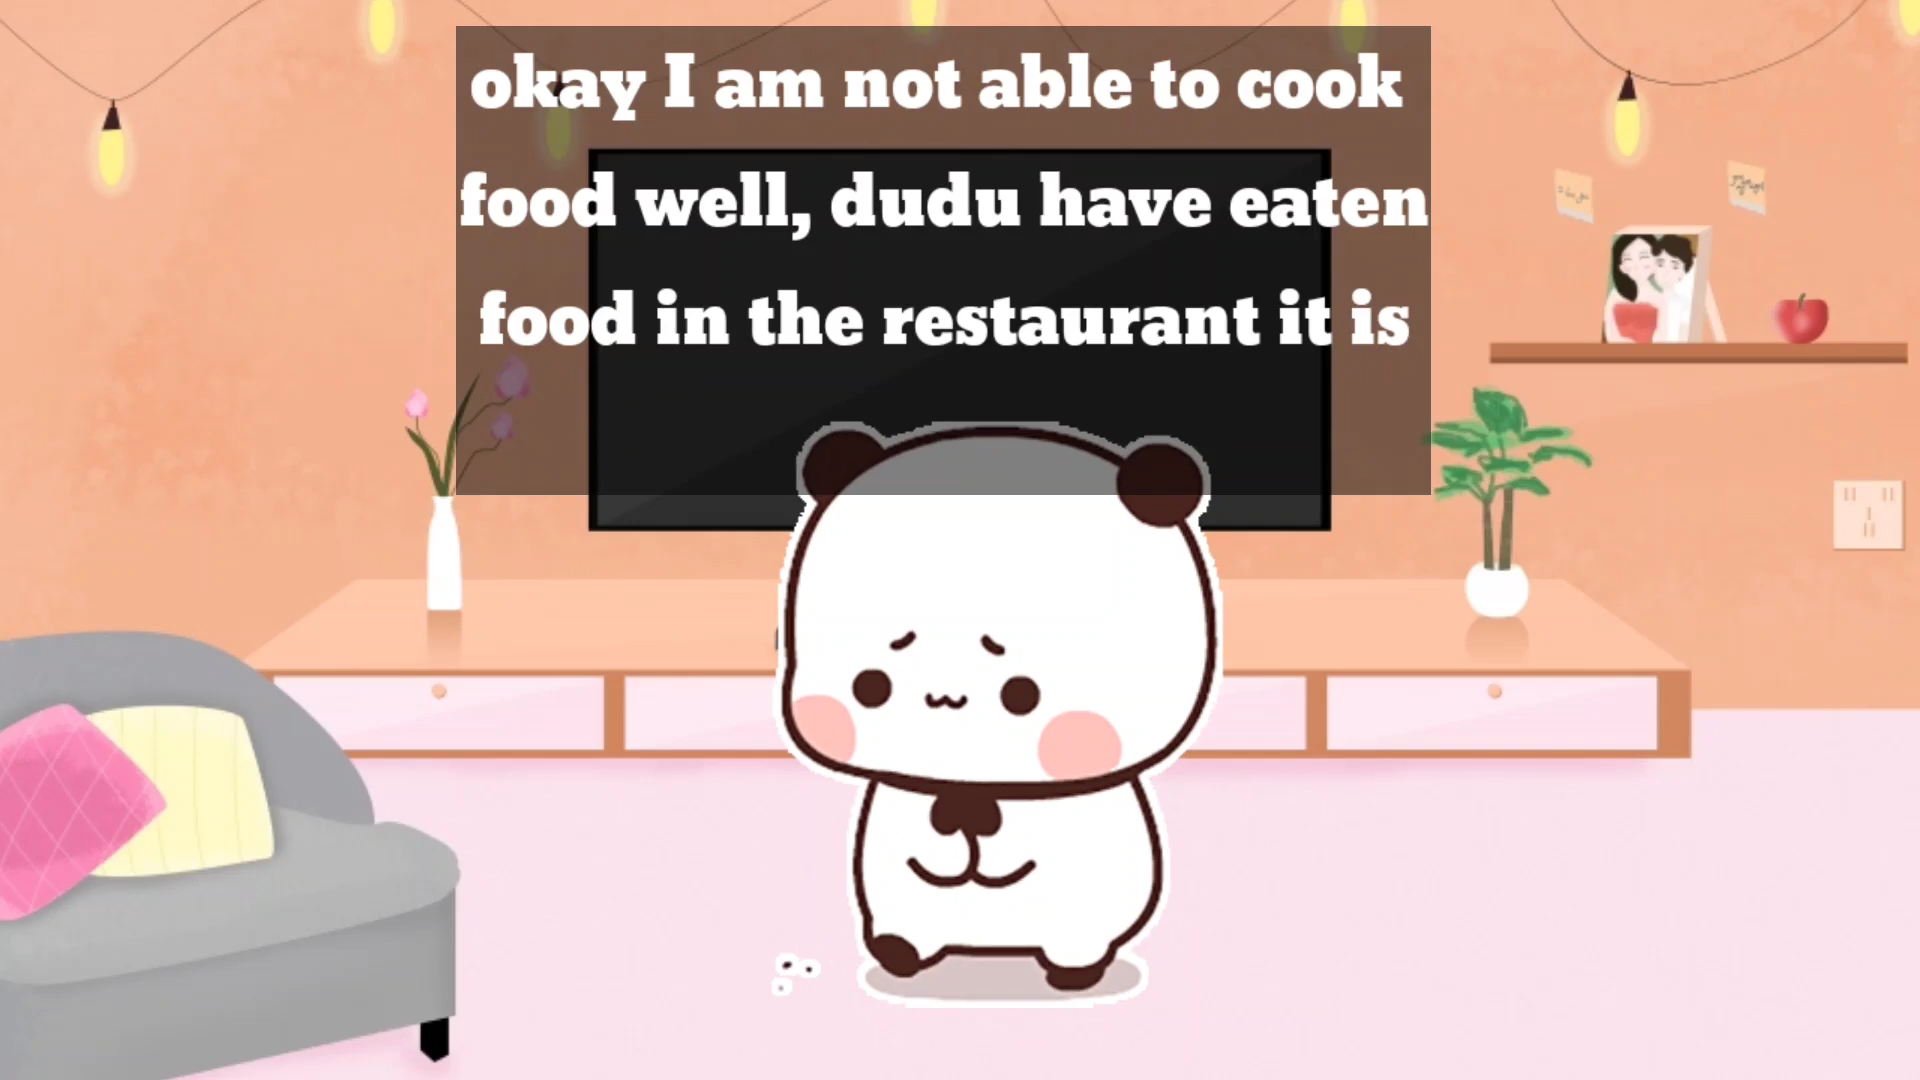 okay I am not able to cook
food well, dudu have eaten
food in the restaurant it is